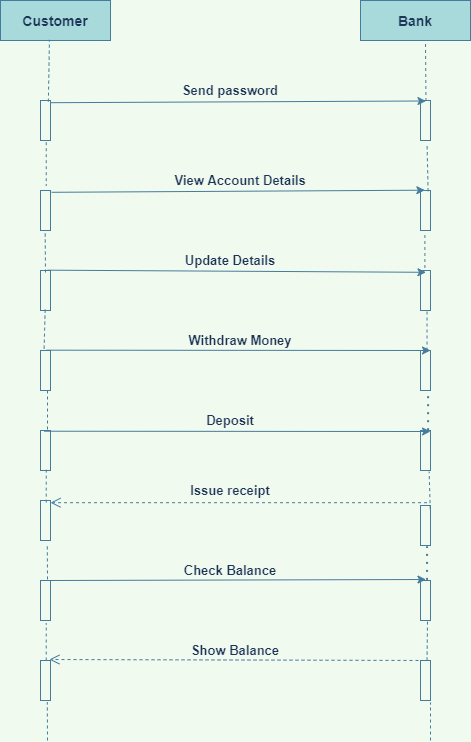 Customer
Bank
Send password
View Account Details
Update Details
Withdraw Money
Deposit
Issue receipt
Check Balance
Show Balance